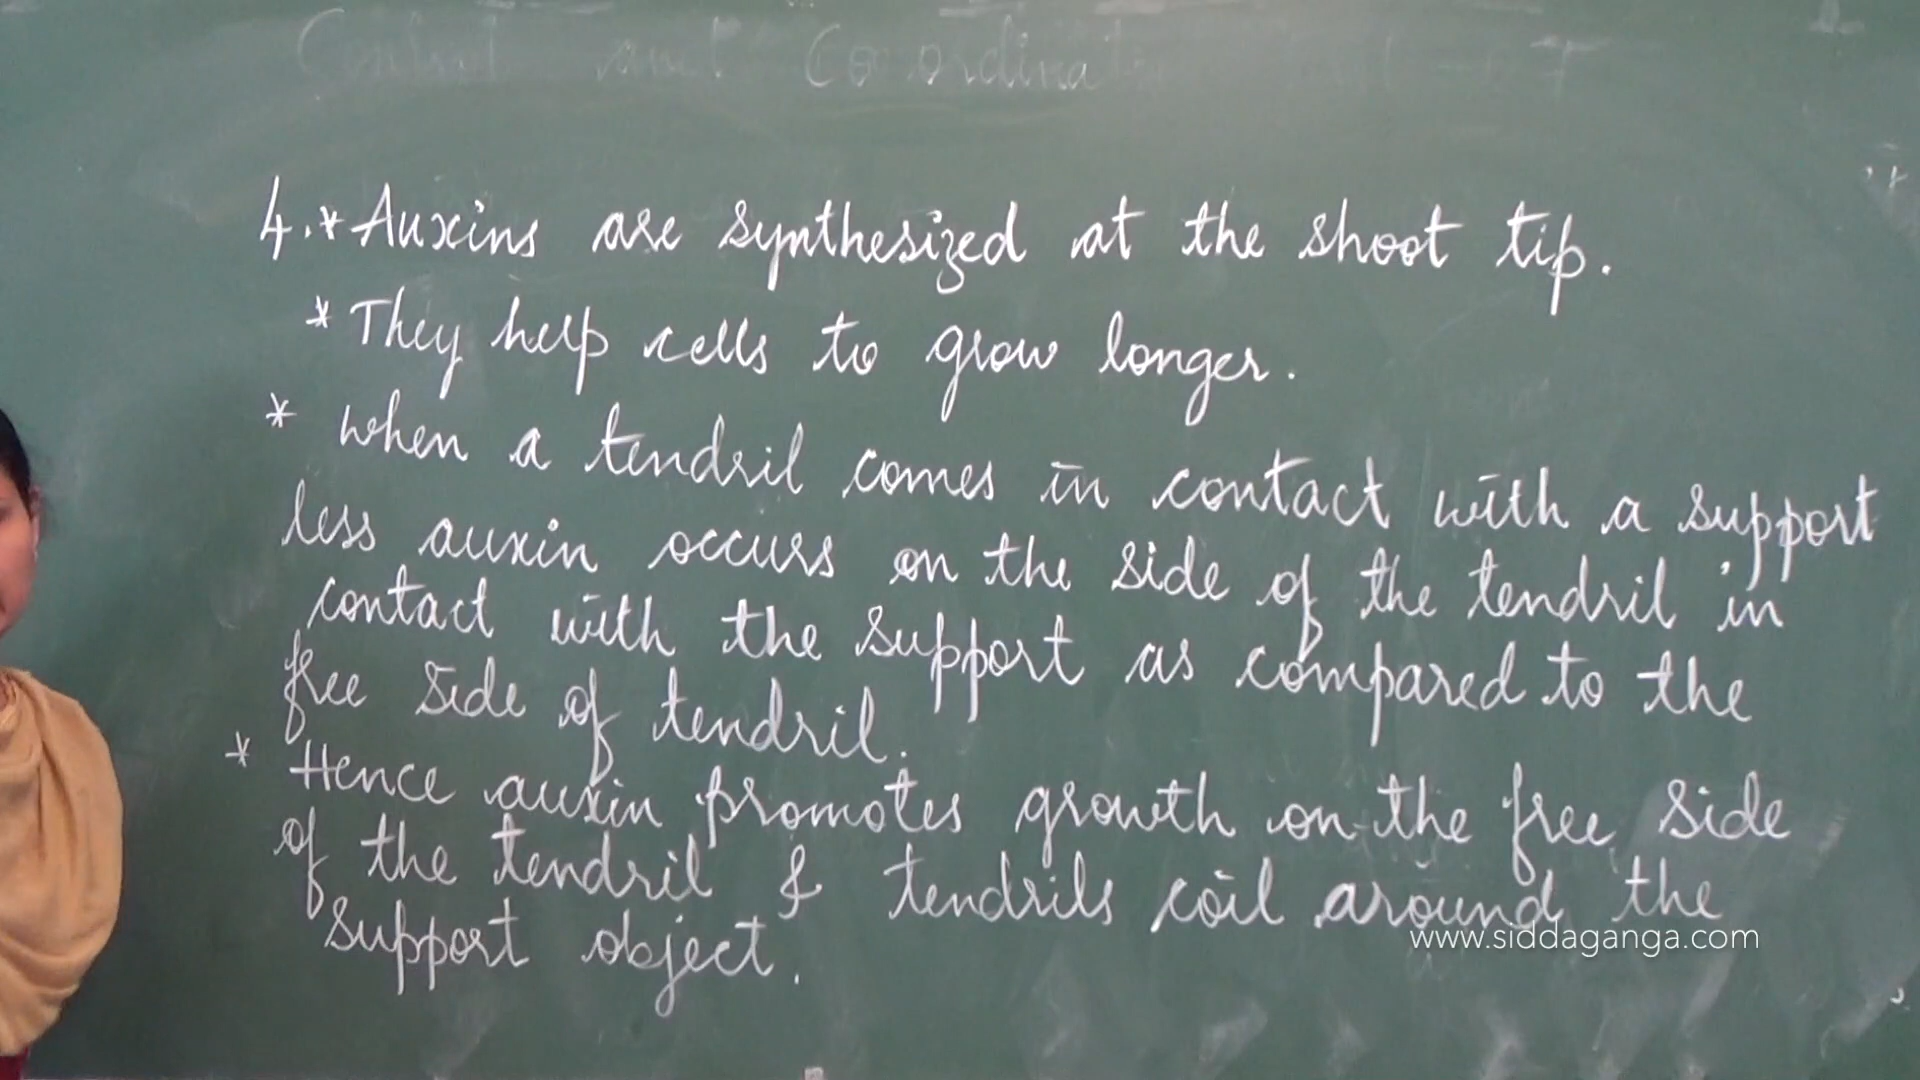 Control and Coordinat
4.* Auxins are synthesized at the shoot tip.
* They help cells to grow longer.
* When a tendril comes in contact with a support
less auxin occurs on the side of the tendril in
contact with the support as compared to the
free side of tendril.
* Hence auxin promotes growth on the free side
of the tendril & tendrils coil around the
support object.
www.siddaganga.com